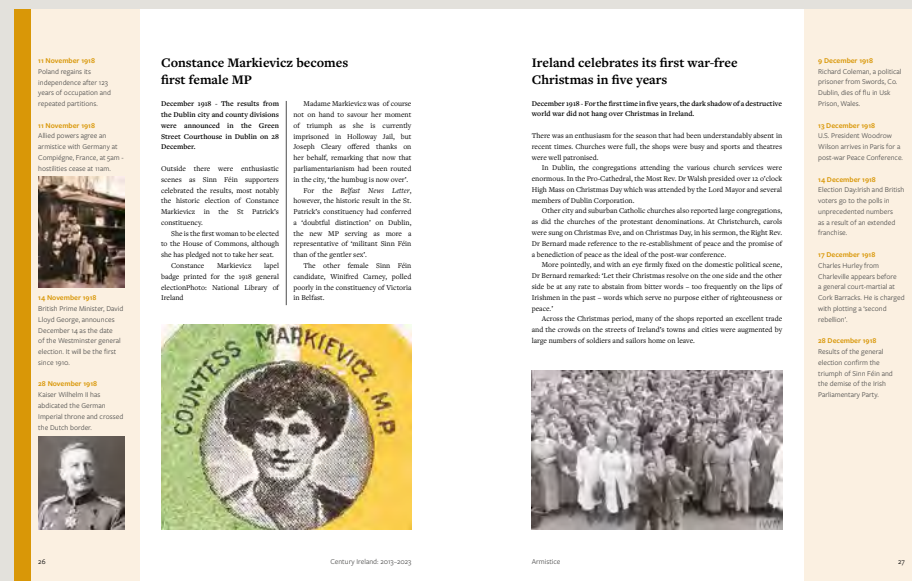 11 November 1918
Poland regains its
independence after 123
years of occupation and
repeated partitions.
11 November 1918
Allied powers agree an
armistice with Germany at
Compiégne, France, at 5am -
hostilities cease at 11am.
14 November 1918
British Prime Minister, David
Lloyd George, announces
December 14 as the date
of the Westminster general
election. It will be the first
since 1910.
28 November 1918
Kaiser Wilhelm II has
abdicated the German
Imperial throne and crossed
the Dutch border.
26
Constance Markievicz becomes
first female MP
December 1918 - The results from
the Dublin city and county divisions
were announced in the Green
Street Courthouse in Dublin on 28
December.
Outside there were enthusiastic
scenes as Sinn Féin supporters
celebrated the results, most notably
the historic election of Constance
Markievicz in the St Patrick's
constituency.
She is the first woman to be elected
to the House of Commons, although
she has pledged not to take her seat.
Constance Markievicz lapel
badge printed for the 1918 general
electionPhoto: National Library of
Ireland
Madame Markievicz was of course
not on hand to savour her moment
of triumph as she is currently
imprisoned in Holloway Jail, but
Joseph Cleary offered thanks on
her behalf, remarking that now that
parliamentarianism had been routed
in the city, 'the humbug is now over'.
For the Belfast News Letter,
however, the historic result in the St.
Patrick's constituency had conferred
a 'doubtful distinction' on Dublin,
the new MP serving as more a
representative of 'militant Sinn Féin
than of the gentler sex'.
The other female Sinn Féin
candidate, Winifred Carney, polled
poorly in the constituency of Victoria
in Belfast.
COUNTESS MARKIEVICZ. M.P
Century Ireland: 2013–2023
Ireland celebrates its first war-free
Christmas in five years
December 1918 - For the first time in five years, the dark shadow of a destructive
world war did not hang over Christmas in Ireland.
There was an enthusiasm for the season that had been understandably absent in
recent times. Churches were full, the shops were busy and sports and theatres
were well patronised.
In Dublin, the congregations attending the various church services were
enormous. In the Pro-Cathedral, the Most Rev. Dr Walsh presided over 12 o'clock
High Mass on Christmas Day which was attended by the Lord Mayor and several
members of Dublin Corporation.
Other city and suburban Catholic churches also reported large congregations,
as did the churches of the protestant denominations. At Christchurch, carols
were sung on Christmas Eve, and on Christmas Day, in his sermon, the Right Rev.
Dr Bernard made reference to the re-establishment of peace and the promise of
a benediction of peace as the ideal of the post-war conference.
More pointedly, and with an eye firmly fixed on the domestic political scene,
Dr Bernard remarked: 'Let their Christmas resolve on the one side and the other
side be at any rate to abstain from bitter words – too frequently on the lips of
Irishmen in the past – words which serve no purpose either of righteousness or
peace.'
Across the Christmas period, many of the shops reported an excellent trade
and the crowds on the streets of Ireland's towns and cities were augmented by
large numbers of soldiers and sailors home on leave.
IWM
Armistice
9 December 1918
Richard Coleman, a political
prisoner from Swords, Co.
Dublin, dies of flu in Usk
Prison, Wales.
13 December 1918
U.S. President Woodrow
Wilson arrives in Paris for a
post-war Peace Conference.
14 December 1918
Election Day:Irish and British
voters go to the polls in
unprecedented numbers
as a result of an extended
franchise.
17 December 1918
Charles Hurley from
Charleville appears before
a general court-martial at
Cork Barracks. He is charged
with plotting a 'second
rebellion'.
28 December 1918
Results of the general
election confirm the
triumph of Sinn Féin and
the demise of the Irish
Parliamentary Party.
27